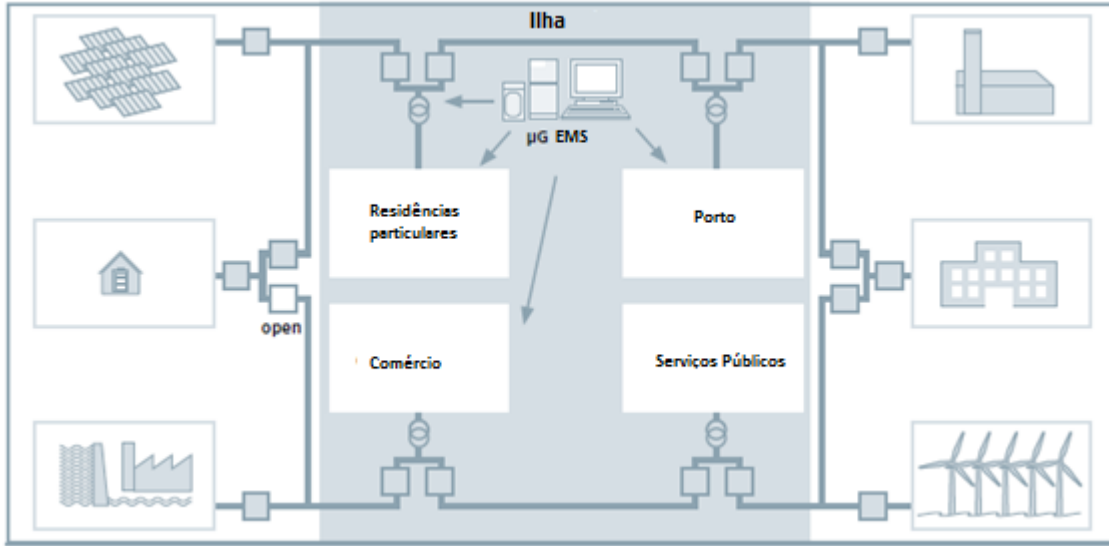 Ilha
µG EMS
Residências
particulares
Porto
open
Comércio
Serviços Públicos